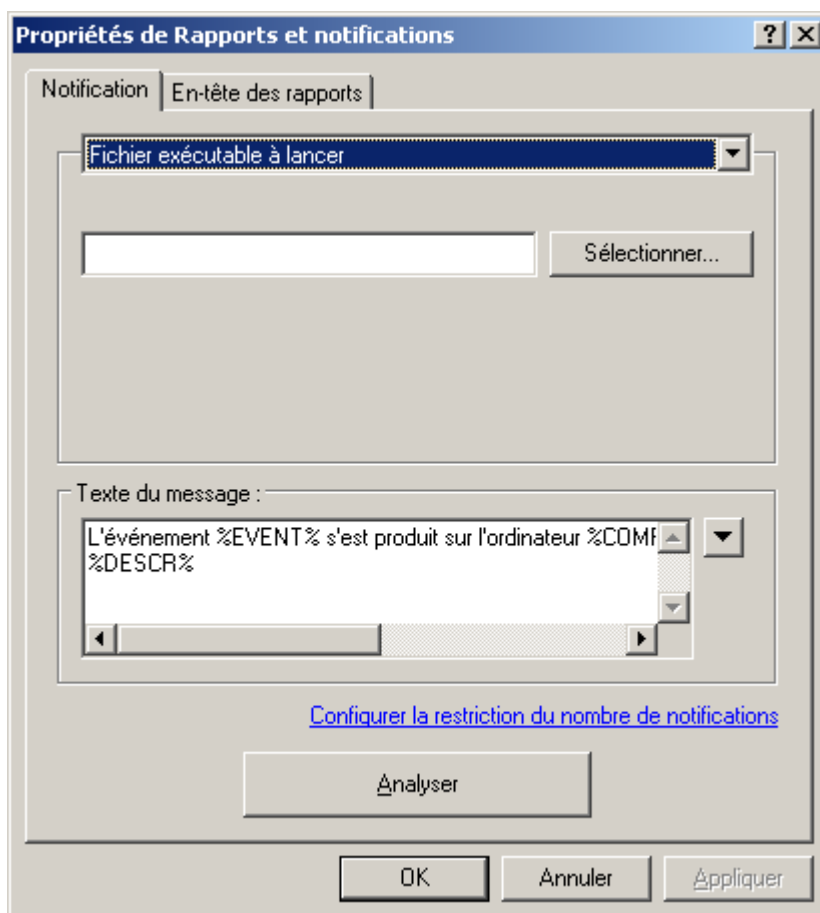 Propriétés de Rapports et notifications
Notification
En-tête des rapports
Fichier exécutable à lancer
Sélectionner...
Texte du message :
L'événement %EVENT% s'est produit sur l'ordinateur
%DESCR%
Configurer la restriction du nombre de notifications
Analyser
OK
Annuler
Appliquer